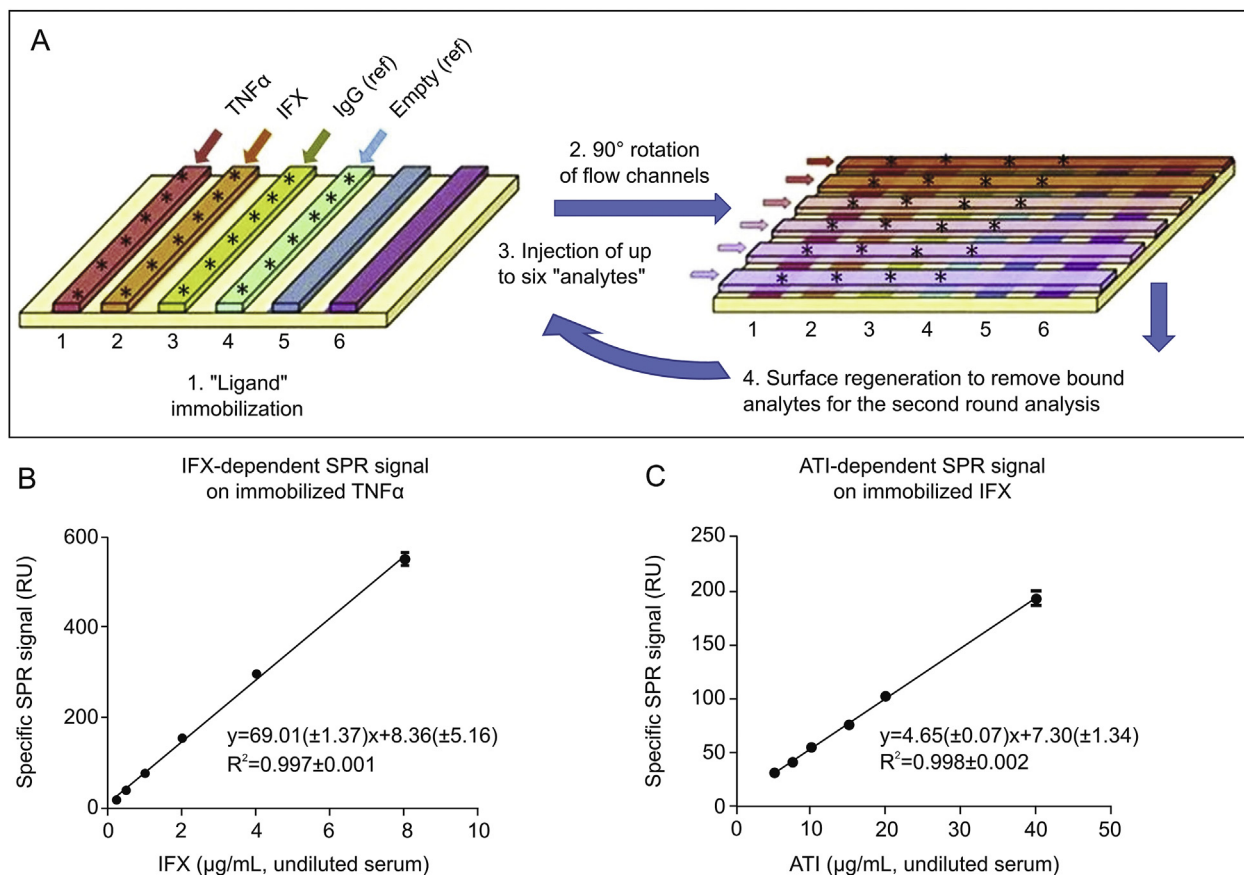 A
TNFα
IFX
IgG (ref)
Empty (ref)
1 2 3 4 5 6
1. "Ligand"
immobilization
2. 90° rotation
of flow channels
3. Injection of up
to six "analytes"
1 2 3 4 5 6
4. Surface regeneration to remove bound
analytes for the second round analysis
B
IFX-dependent SPR signal
on immobilized TNFα
Specific SPR signal (RU)
600
400
200
0
y=69.01(±1.37)x+8.36(±5.16)
R²=0.997±0.001
0 2 4 6 8 10
IFX (µg/mL, undiluted serum)
C
ATI-dependent SPR signal
on immobilized IFX
Specific SPR signal (RU)
250
200
150
100
50
0
y=4.65(±0.07)x+7.30(±1.34)
R²=0.998±0.002
0 10 20 30 40 50
ATI (µg/mL, undiluted serum)